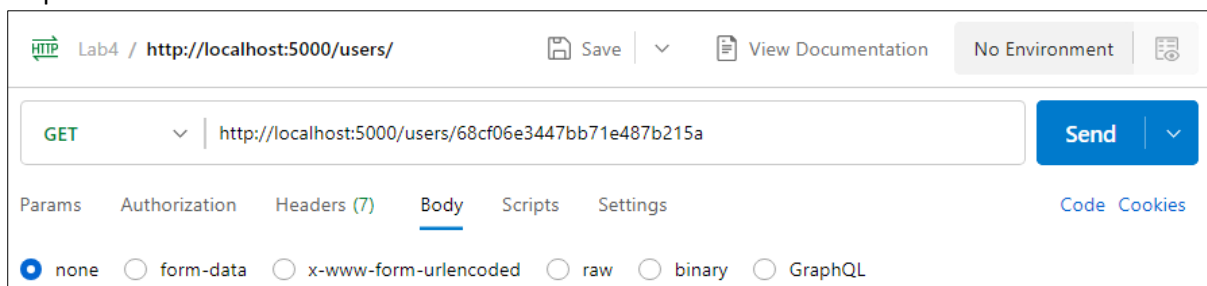 HTTP Lab4 / http://localhost:5000/users/ Save View Documentation No Environment
GET http://localhost:5000/users/68cf06e3447bb71e487b215a Send
Params Authorization Headers (7) Body Scripts Settings Code Cookies
none form-data x-www-form-urlencoded raw binary GraphQL